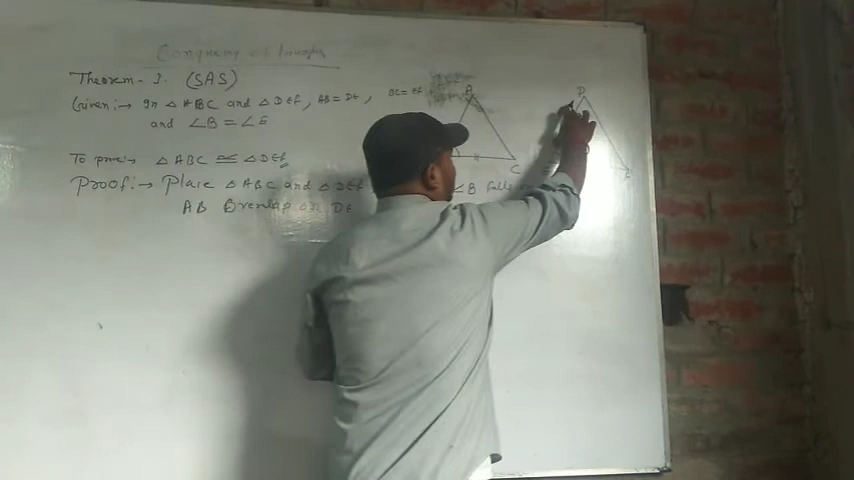 Congruency of triangles
Theorem-1. (SAS)
Given:→ In △ ABC and △ DEF, AB = DE, BC = EF
and ∠B = ∠E
To prove:→ △ ABC ≅ △ DEF
Proof:→ Place △ ABC and △ DEF ∠B falls
AB Overlap on DE
A
D
C
F